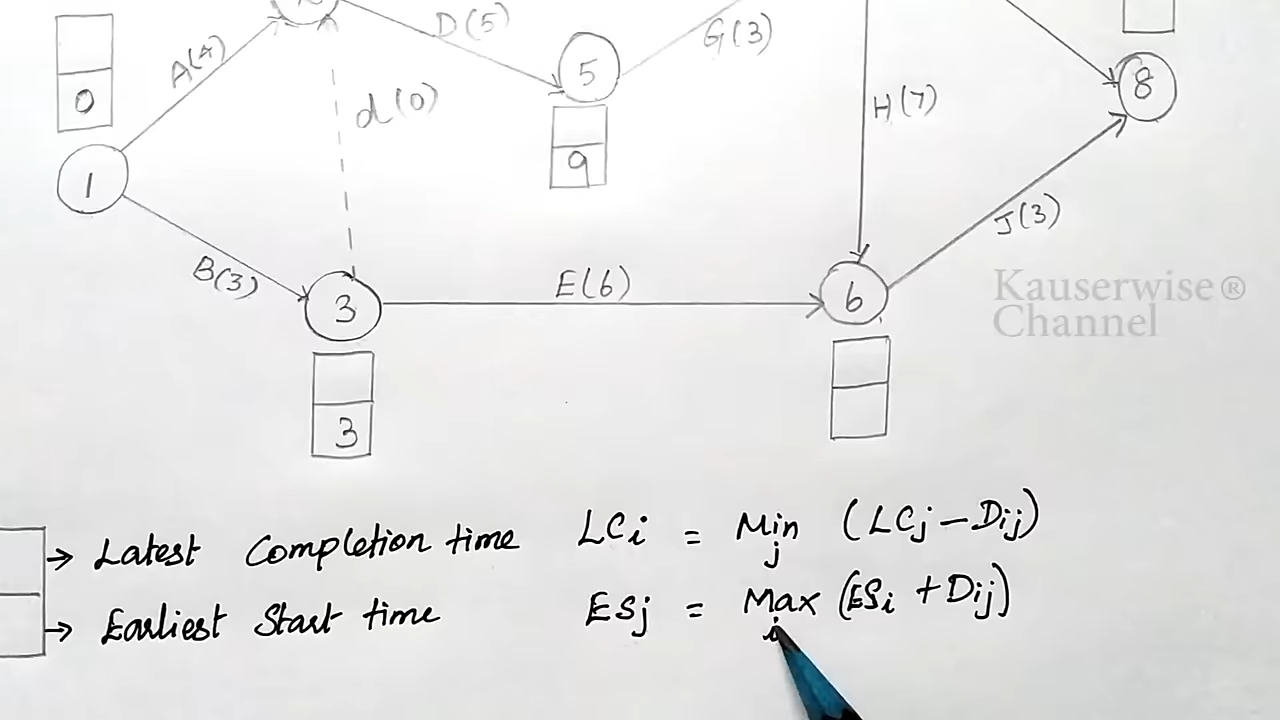 D(5)
G(3)
A(4)
0
5
8
d(0)
H(7)
9
1
J(3)
B(3)
E(6)
3
6
Kauserwise®
Channel
3
→ Latest Completion time LCi = Min (LCj - Dij)
j
→ Earliest Start time ESj = Max (ESi + Dij)
i